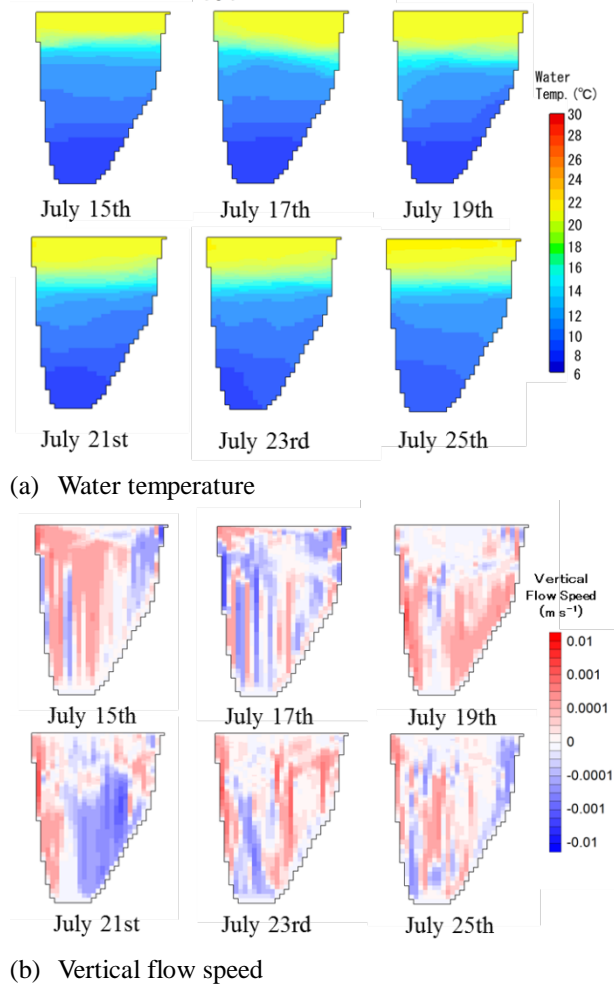 July 15th July 17th July 19th
Water
Temp. (℃)
30
28
26
24
22
20
18
16
14
12
10
8
6
July 21st July 23rd July 25th
(a) Water temperature
July 15th July 17th July 19th
Vertical
Flow Speed
(m s⁻¹)
0.01
0.001
0.0001
0
-0.0001
-0.001
-0.01
July 21st July 23rd July 25th
(b) Vertical flow speed